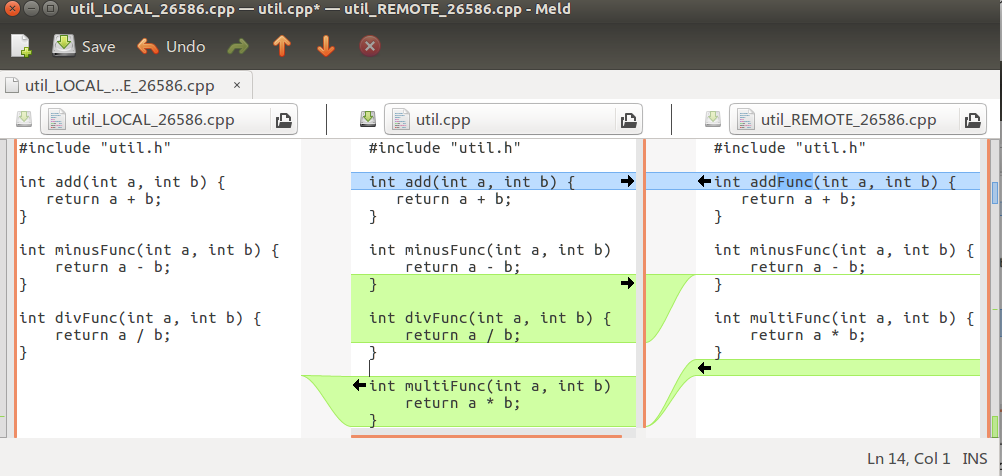 util_LOCAL_26586.cpp — util.cpp* — util_REMOTE_26586.cpp - Meld
Save Undo
util_LOCAL_...E_26586.cpp ×
util_LOCAL_26586.cpp
util.cpp
util_REMOTE_26586.cpp
#include "util.h"
int add(int a, int b) {
return a + b;
}
int minusFunc(int a, int b) {
return a - b;
}
int divFunc(int a, int b) {
return a / b;
}
#include "util.h"
int add(int a, int b) {
return a + b;
}
int minusFunc(int a, int b)
return a - b;
}
int divFunc(int a, int b) {
return a / b;
}
int multiFunc(int a, int b)
return a * b;
}
#include "util.h"
int addFunc(int a, int b) {
return a + b;
}
int minusFunc(int a, int b) {
return a - b;
}
int multiFunc(int a, int b) {
return a * b;
}
Ln 14, Col 1 INS